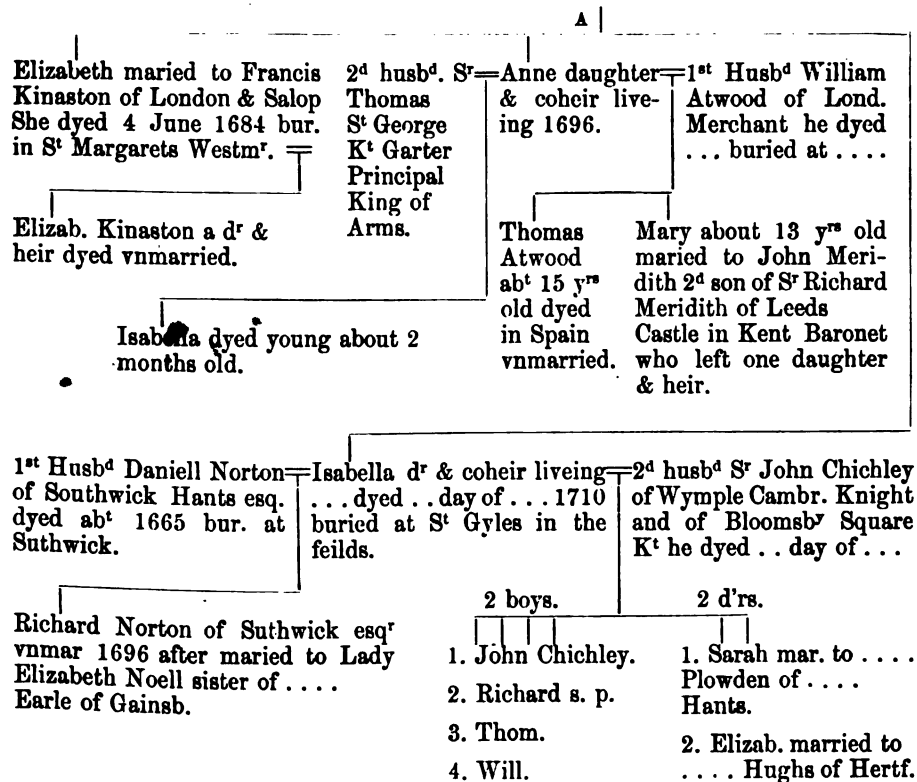 A
Elizabeth maried to Francis
Kinaston of London & Salop
She dyed 4 June 1684 bur.
in Sᵗ Margarets Westmʳ.
Elizab. Kinaston a dʳ &
heir dyed vnmarried.
2ᵈ husbᵈ. Sʳ
Thomas
Sᵗ George
Kᵗ Garter
Principal
King of
Arms.
Anne daughter
& coheir live-
ing 1696.
1ˢᵗ Husbᵈ William
Atwood of Lond.
Merchant he dyed
... buried at ....
Isabella dyed young about 2
months old.
Thomas
Atwood
abᵗ 15 yʳˢ
old dyed
in Spain
vnmarried.
Mary about 13 yʳˢ old
maried to John Meri-
dith 2ᵈ son of Sʳ Richard
Meridith of Leeds
Castle in Kent Baronet
who left one daughter
& heir.
1ˢᵗ Husbᵈ Daniell Norton
of Southwick Hants esq.
dyed abᵗ 1665 bur. at
Suthwick.
Isabella dʳ & coheir liveing
...dyed ..day of ...1710
buried at Sᵗ Gyles in the
feilds.
2ᵈ husbᵈ Sʳ John Chichley
of Wymple Cambr. Knight
and of Bloomsbʸ Square
Kᵗ he dyed .. day of ...
Richard Norton of Suthwick esqʳ
vnmar 1696 after maried to Lady
Elizabeth Noell sister of ....
Earle of Gainsb.
2 boys.
1. John Chichley.
2. Richard s. p.
3. Thom.
4. Will.
2 d'rs.
1. Sarah mar. to ....
Plowden of ....
Hants.
2. Elizab. married to
.... Hughs of Hertf.